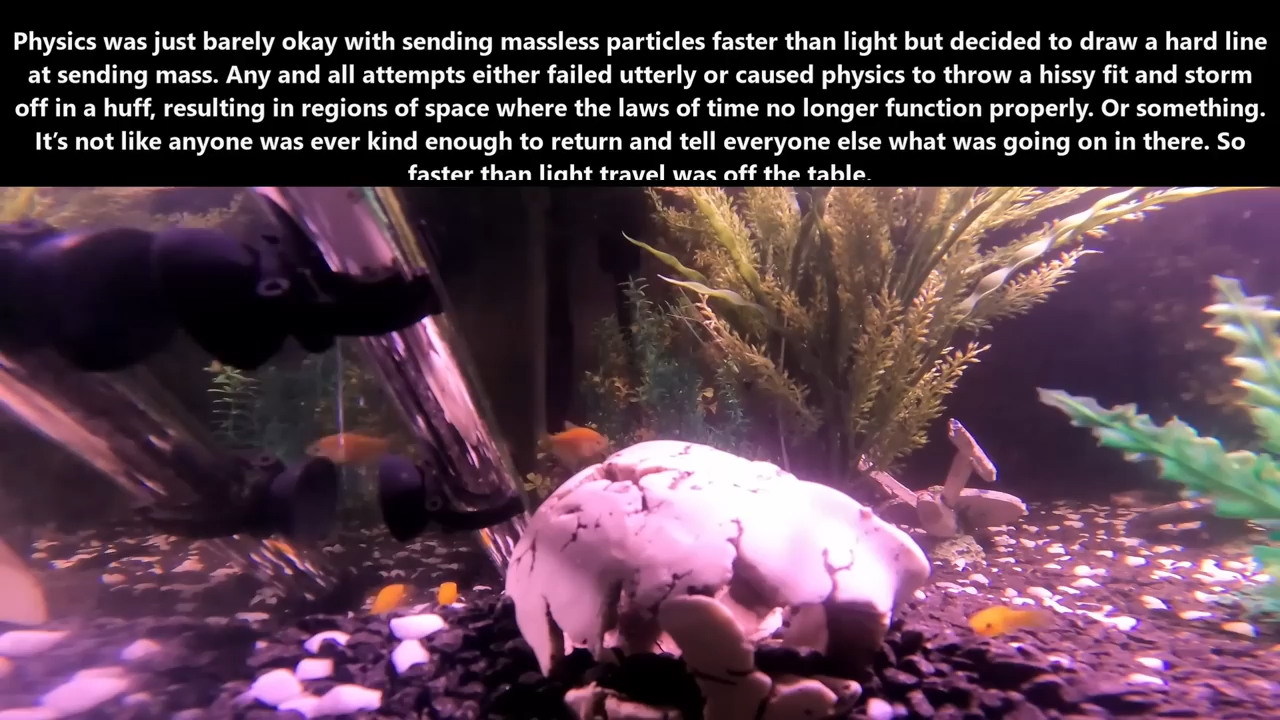 Physics was just barely okay with sending massless particles faster than light but decided to draw a hard line
at sending mass. Any and all attempts either failed utterly or caused physics to throw a hissy fit and storm
off in a huff, resulting in regions of space where the laws of time no longer function properly. Or something.
It’s not like anyone was ever kind enough to return and tell everyone else what was going on in there. So
faster than light travel was off the table.